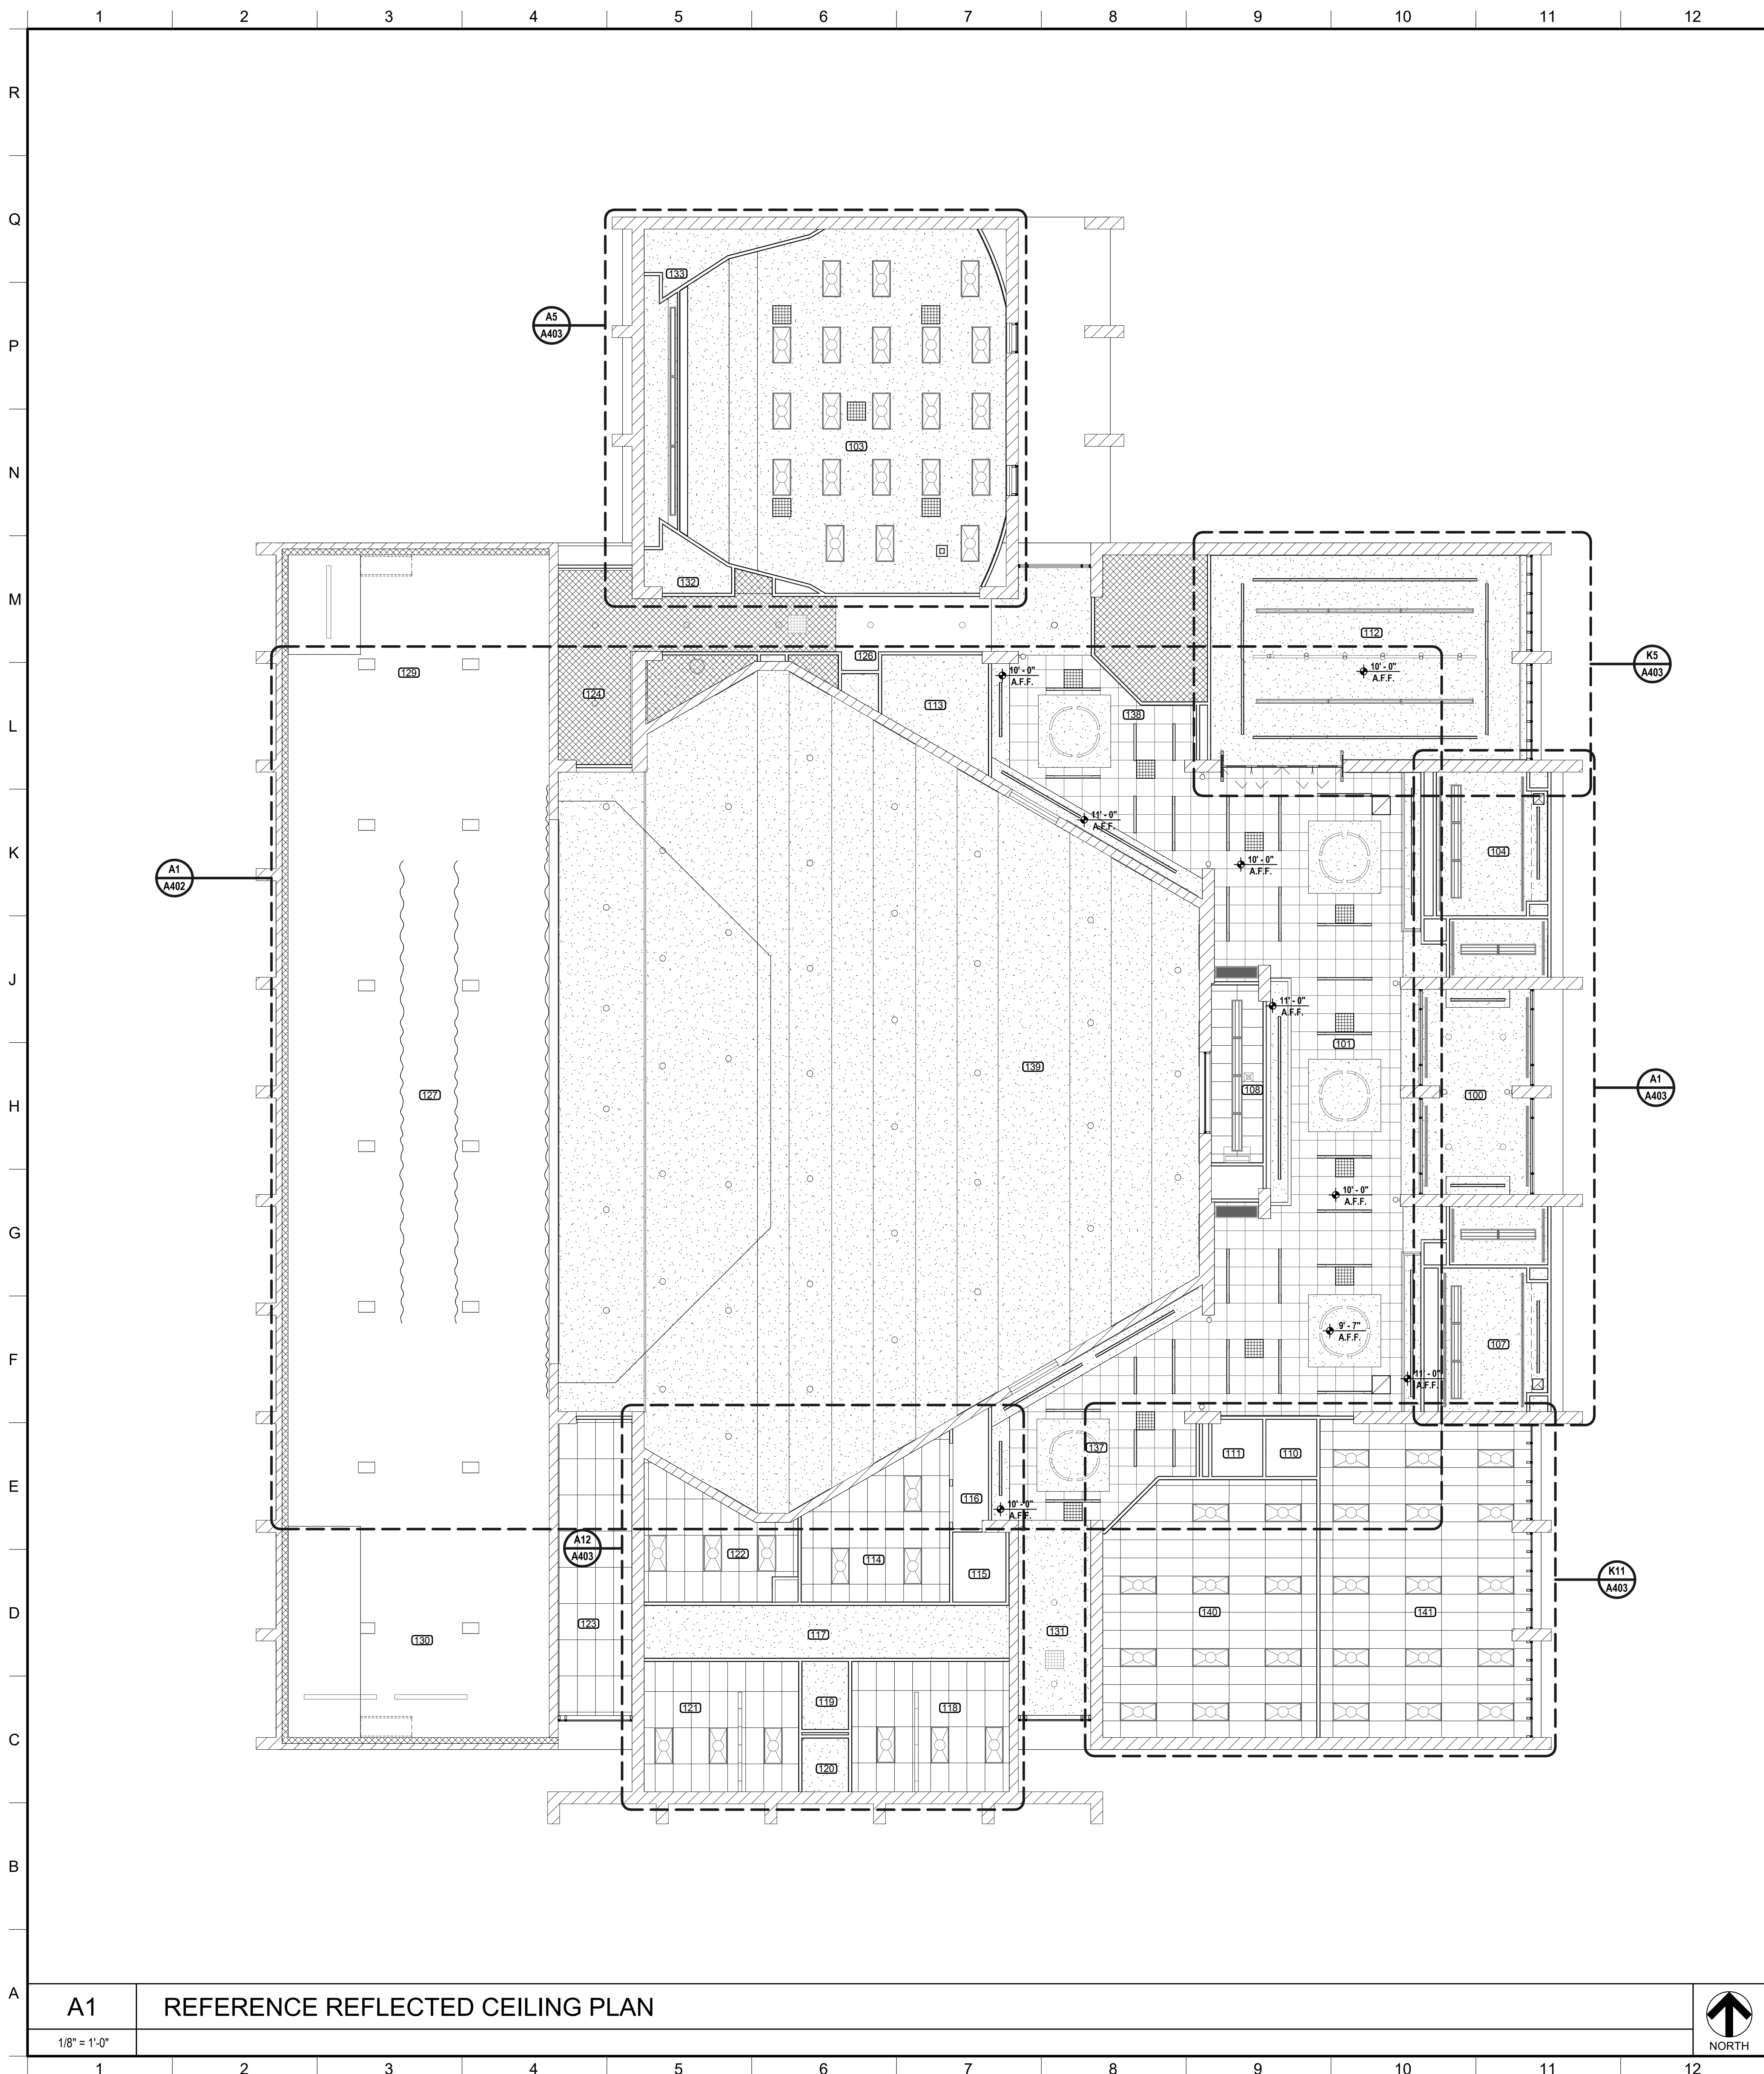 1 2 3 4 5 6 7 8 9 10 11 12
R
Q
P
N
M
L
K
J
H
G
F
E
D
C
B
A
133
A5
A403
103
132
112
10' - 0"
A.F.F.
K5
A403
126
129
124
10' - 0"
A.F.F.
113
138
11' - 0"
A.F.F.
104
10' - 0"
A.F.F.
A1
A402
11' - 0"
A.F.F.
101
139
108
127
100
A1
A403
10' - 0"
A.F.F.
9' - 7"
A.F.F.
107
11' - 0"
A.F.F.
137
111
110
116
10' - 0"
A.F.F.
A12
A403
122
114
115
K11
A403
123
130
117
131
140
141
121
119
118
120
A1
REFERENCE REFLECTED CEILING PLAN
1/8" = 1'-0"
NORTH
1 2 3 4 5 6 7 8 9 10 11 12